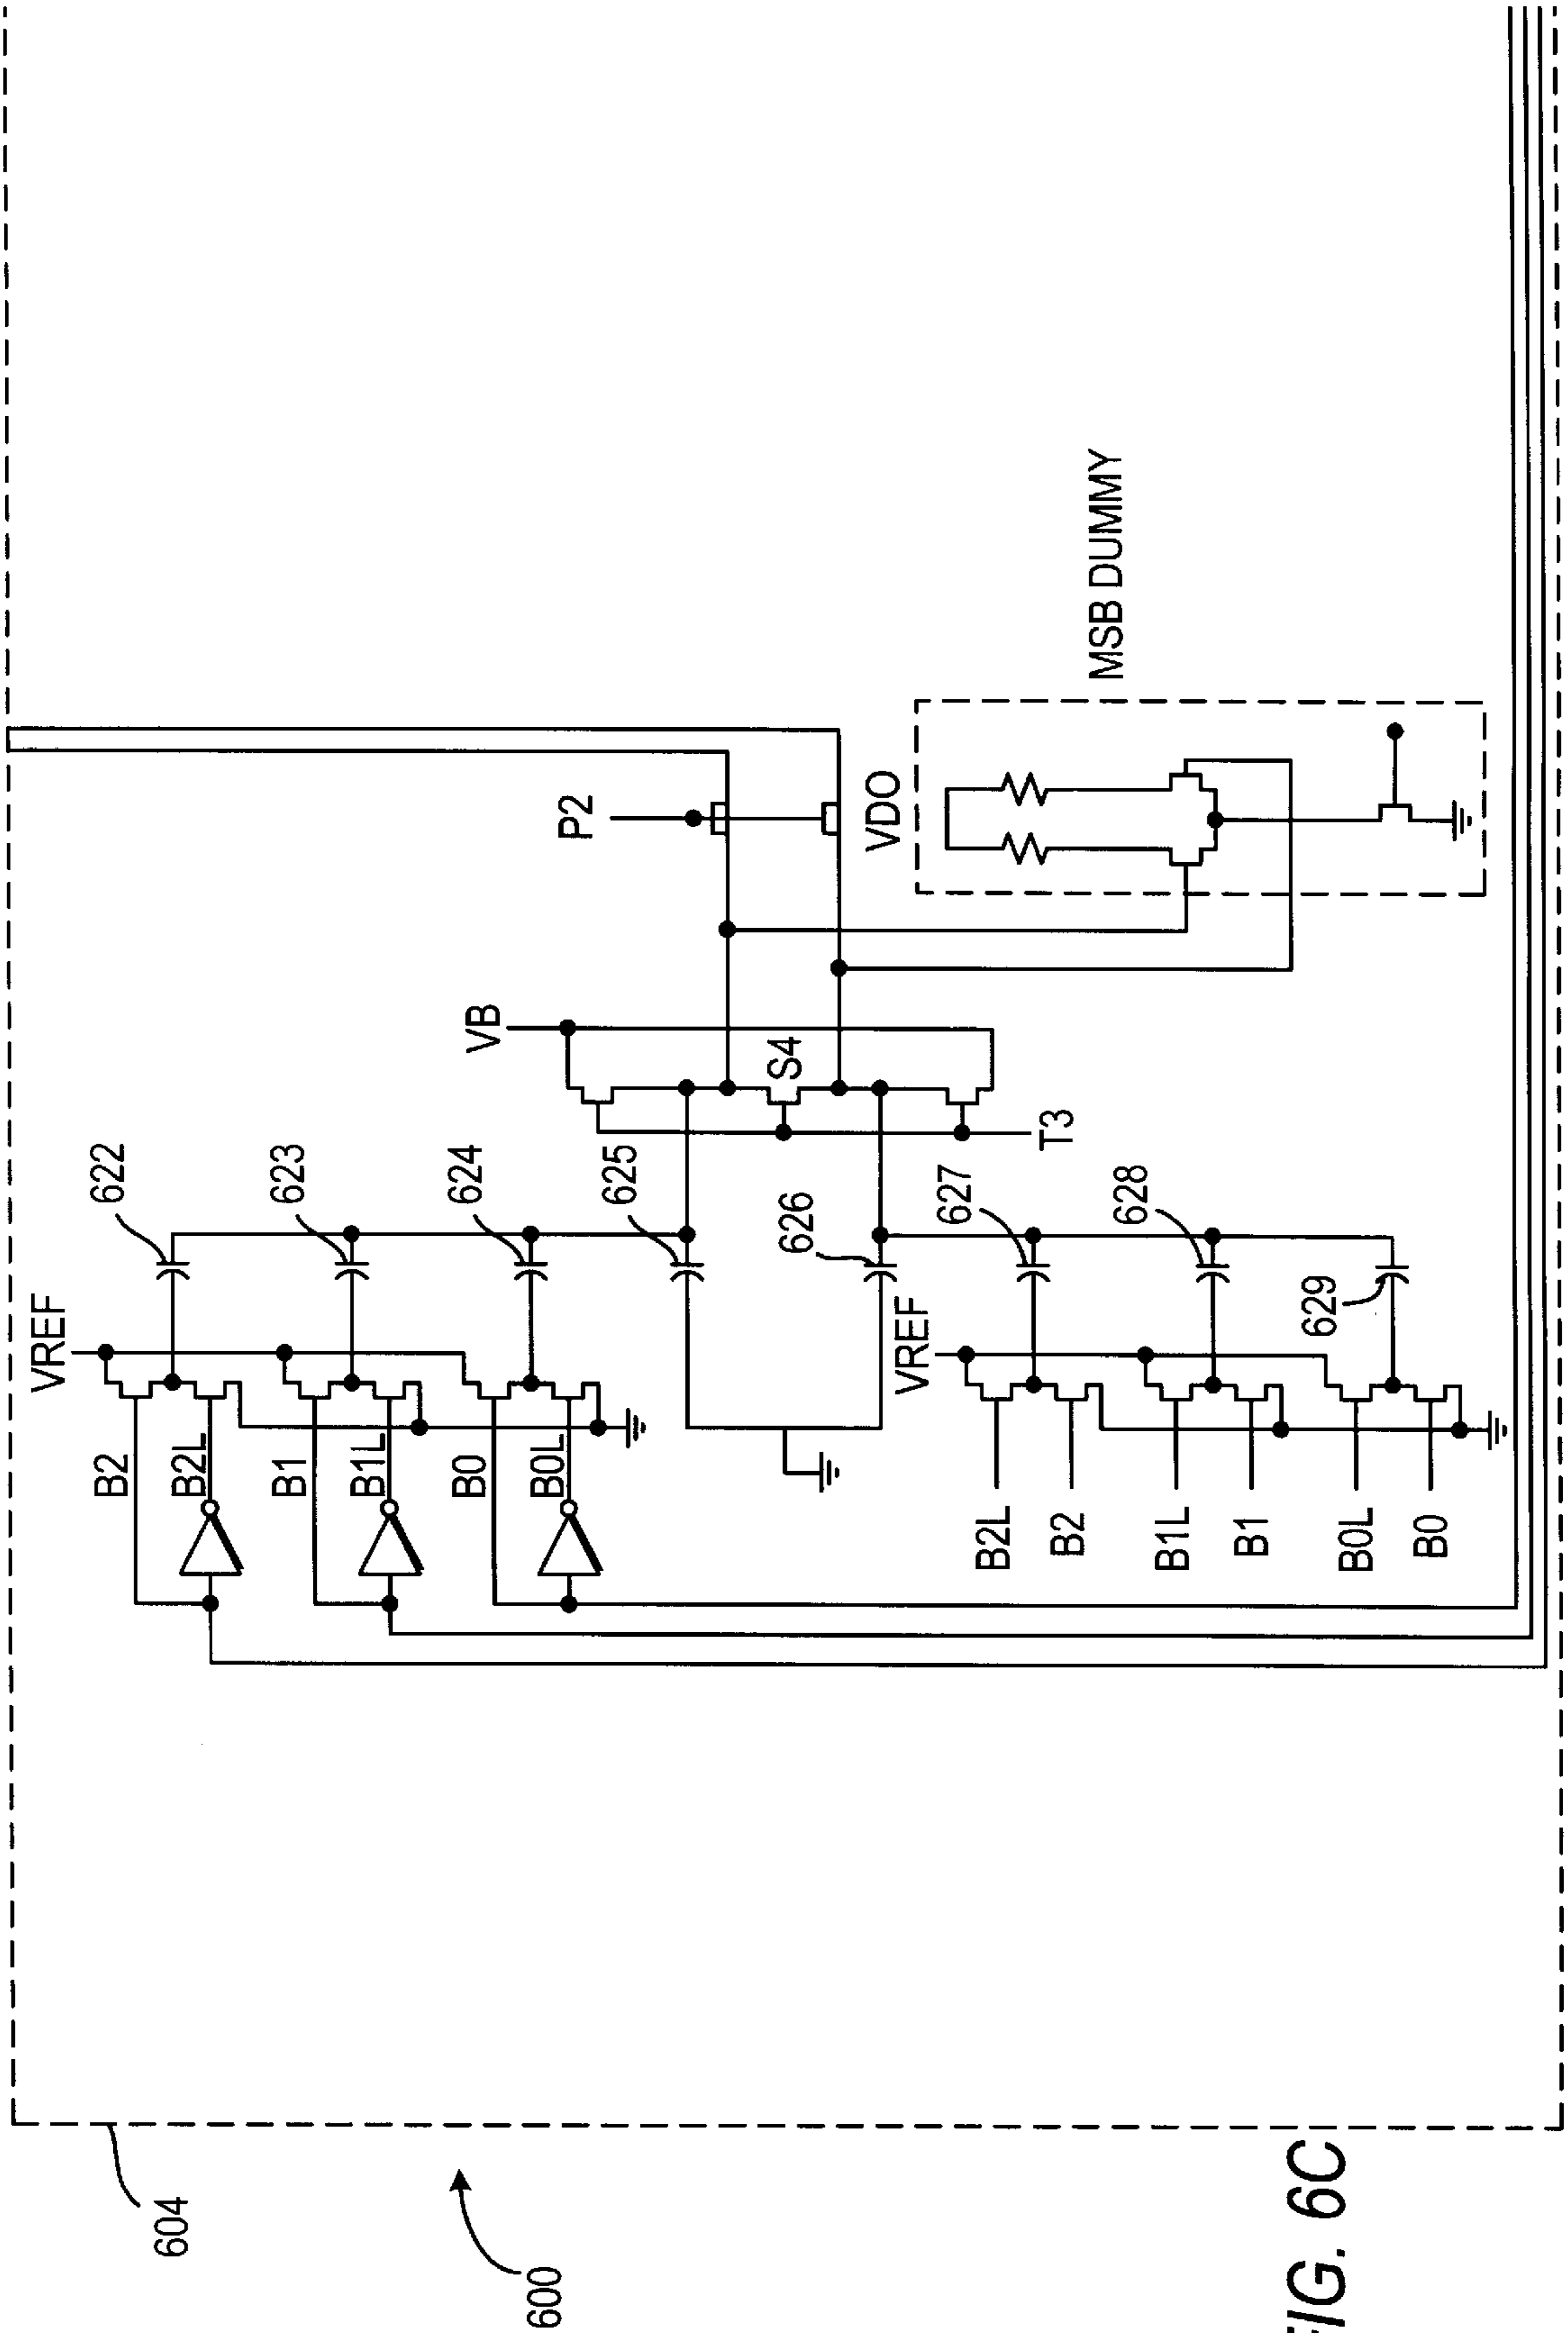 604
600
FIG. 6C
VREF
622
B2
B2L
623
B1
B1L
624
B0
B0L
625
626
VREF
627
B2L
B2
628
B1L
B1
629
B0L
B0
VB
S4
T3
P2
VDO
MSB DUMMY